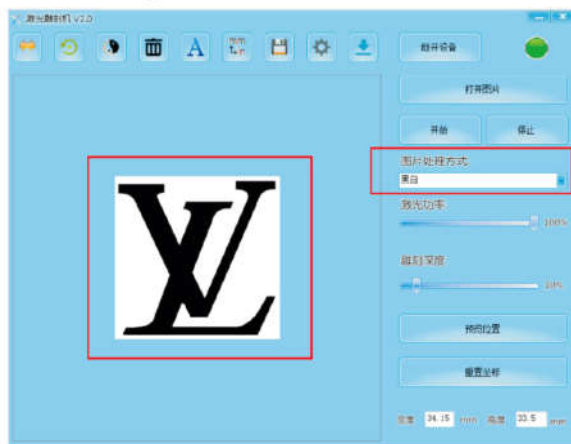 激光雕刻机 V2.0
A
断开设备
打开图片
开始 停止
图片处理方式
黑白
激光功率
100%
雕刻深度
10%
预览位置
重置坐标
宽度 34.15 mm 高度 33.5 mm
LV